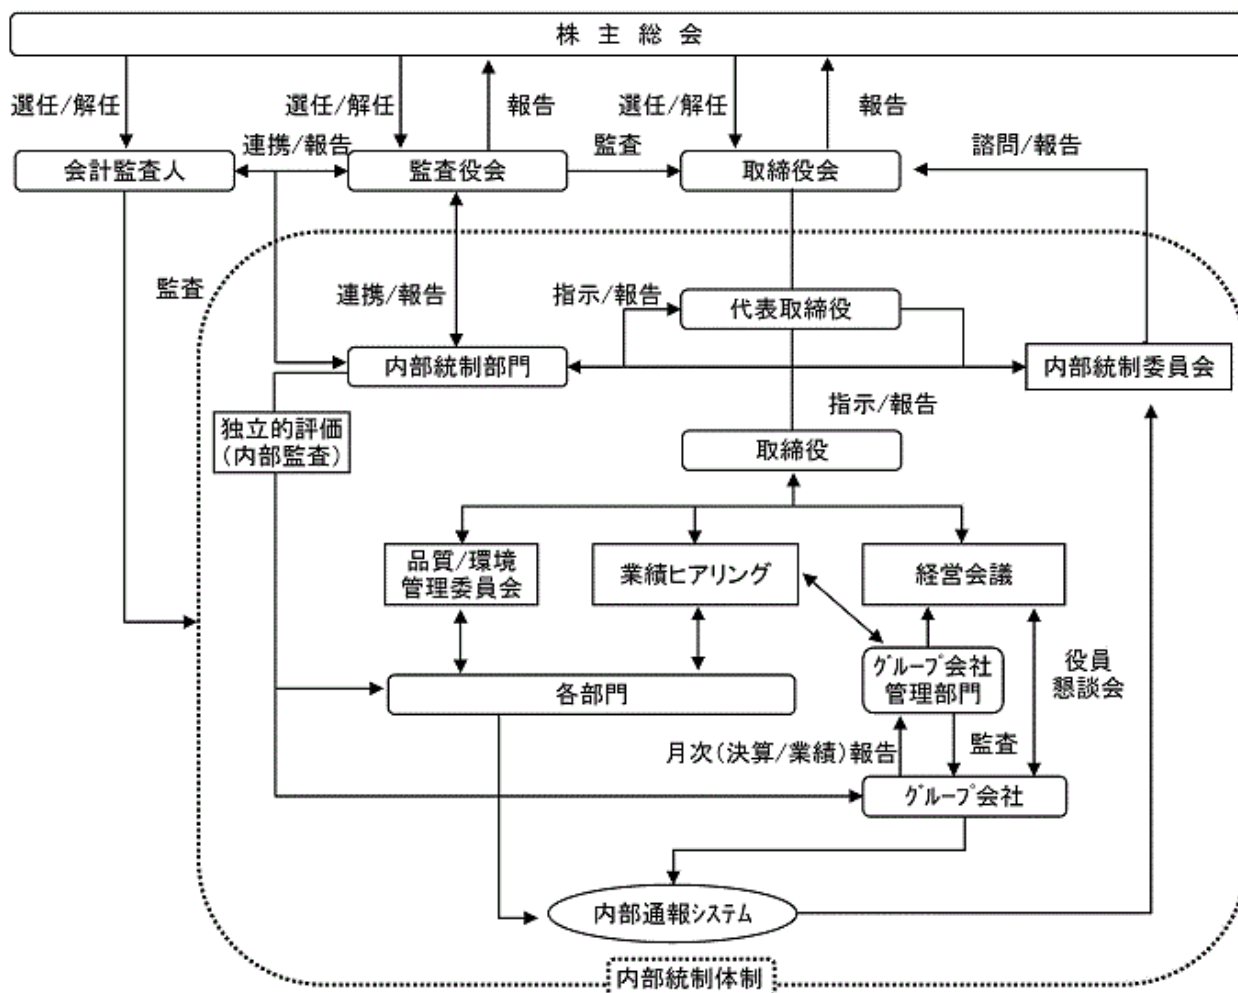 株主総会
選任/解任
選任/解任
報告
選任/解任
報告
連携/報告
監査
諮問/報告
会計監査人
監査役会
取締役会
監査
連携/報告
指示/報告
代表取締役
内部統制部門
内部統制委員会
指示/報告
独立的評価
(内部監査)
取締役
品質/環境
管理委員会
業績ヒアリング
経営会議
グループ会社
管理部門
役員
懇談会
各部門
月次(決算/業績)報告
監査
グループ会社
内部通報システム
内部統制体制